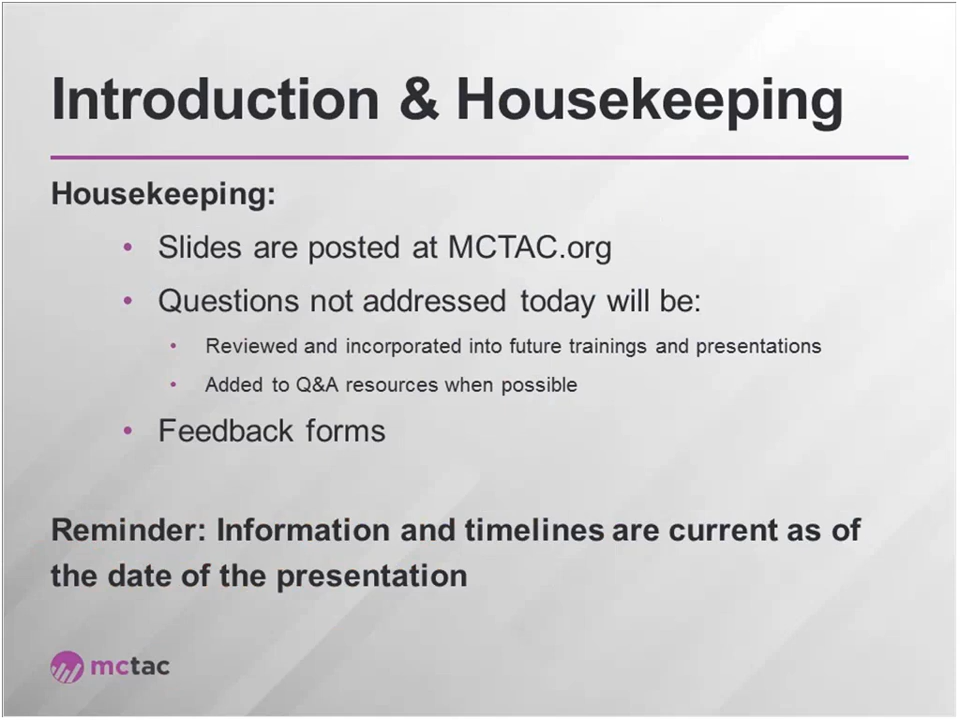 Introduction & Housekeeping
Housekeeping:
• Slides are posted at MCTAC.org
• Questions not addressed today will be:
• Reviewed and incorporated into future trainings and presentations
• Added to Q&A resources when possible
• Feedback forms
Reminder: Information and timelines are current as of
the date of the presentation
mctac